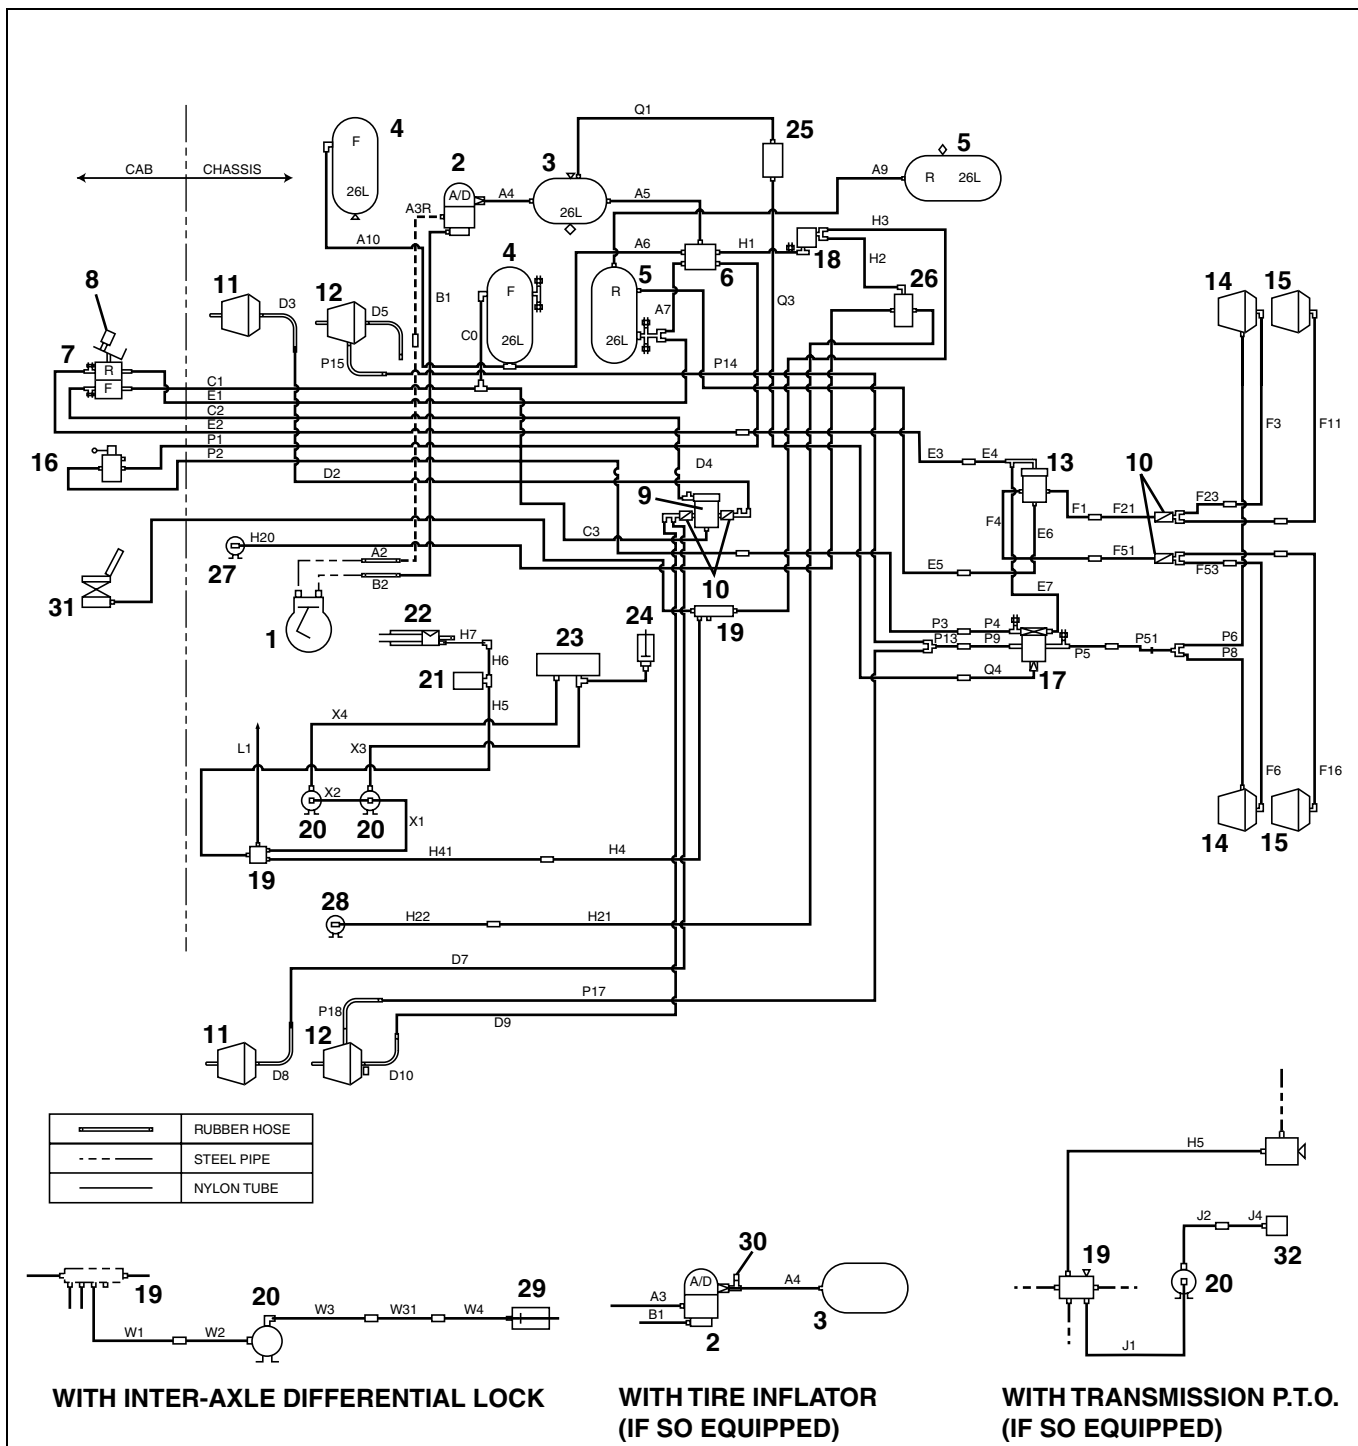 Q1
4
25
5
F
2
3
CAB
CHASSIS
A/D
A4
A5
A9
R
26L
26L
A3R
26L
H3
A10
4
A6
H1
8
11
12
5
6
18
H2
26
14
15
D3
D5
B1
F
R
A7
Q3
C0
7
26L
26L
R
P15
P14
F
C1
E1
C2
E2
F3
F11
P1
16
P2
E3
E4
13
10
D2
D4
9
F23
F1
F21
C3
F4
E6
H20
A2
F51
27
10
E5
F53
B2
E7
31
1
22
24
19
23
P3
P4
H7
P13
P9
P51
P6
P5
P8
H6
21
Q4
17
H5
X4
L1
X3
F6
F16
X2
20
20
X1
14
15
H41
H4
19
28
H22
H21
D7
P17
P18
11
12
D9
D8
D10
RUBBER HOSE
STEEL PIPE
NYLON TUBE
H5
J2
J4
30
19
32
19
20
29
A/D
A4
20
W3
W31
W4
A3
B1
3
W1
W2
2
J1
WITH INTER-AXLE DIFFERENTIAL LOCK
WITH TIRE INFLATOR
(IF SO EQUIPPED)
WITH TRANSMISSION P.T.O.
(IF SO EQUIPPED)